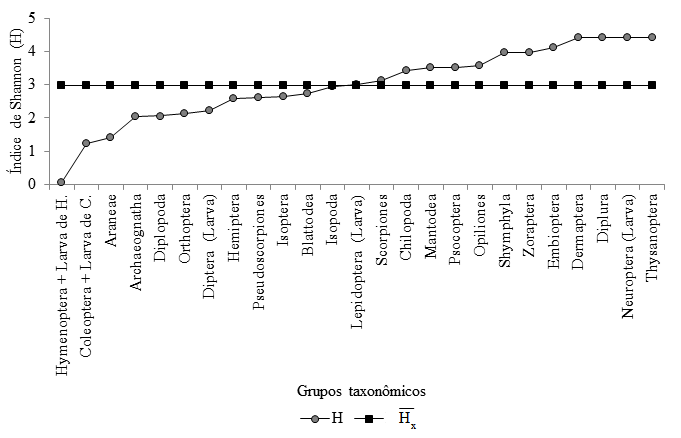 Índice de Shannon (H)
5
4
3
2
1
0
Hymenoptera + Larva de H.
Coleoptera + Larva de C.
Araneae
Archaeognatha
Diplopoda
Orthoptera
Diptera (Larva)
Hemiptera
Pseudoscorpiones
Isoptera
Blattodea
Isopoda
Lepidoptera (Larva)
Scorpiones
Chilopoda
Mantodea
Psocoptera
Opiliones
Shymphyla
Zoraptera
Embioptera
Dermaptera
Diplura
Neuroptera (Larva)
Thysanoptera
Grupos taxonômicos
H H̅x